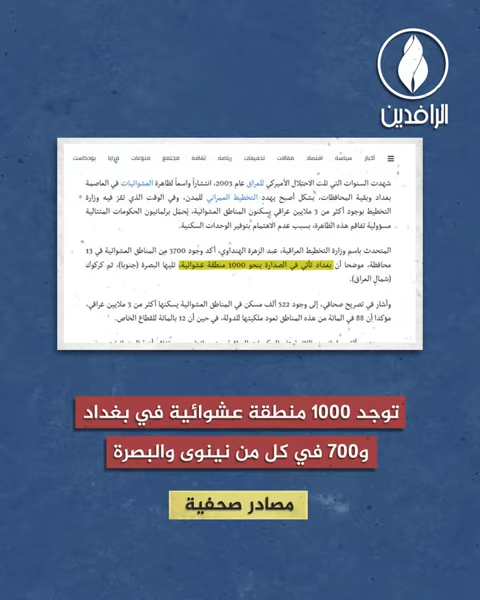 الرافدين
أخبار سياسة اقتصاد مقالات تحقيقات رياضة ثقافة مجتمع منوعات مرايا بودكاست
شهدت السنوات التي تلت الاحتلال الأميركي للعراق عام 2003، انتشاراً واسعاً لظاهرة العشوائيات في العاصمة
بغداد وبقية المحافظات، بشكل أصبح يهدد التخطيط العمراني للمدن، وفي الوقت الذي تقرّ فيه وزارة
التخطيط بوجود أكثر من 3 ملايين عراقي يسكنون المناطق العشوائية، يُحمّل برلمانيون الحكومات المتتالية
مسؤولية تفاقم هذه الظاهرة، بسبب عدم الاهتمام بتوفير الوحدات السكنية.
المتحدث باسم وزارة التخطيط العراقية، عبد الزهرة الهنداوي، أكد وجود 3700 من المناطق العشوائية في 13
محافظة، موضحاً أن بغداد تأتي في الصدارة بنحو 1000 منطقة عشوائية، تليها البصرة (جنوبا)، ثم كركوك
(شمال العراق).
وأشار في تصريح صحافي، إلى وجود 522 ألف مسكن في المناطق العشوائية يسكنها أكثر من 3 ملايين عراقي،
مؤكدا أن 88 في المائة من هذه المناطق تعود ملكيتها للدولة، في حين أن 12 بالمائة للقطاع الخاص.
توجد 1000 منطقة عشوائية في بغداد
و700 في كل من نينوى والبصرة
مصادر صحفية